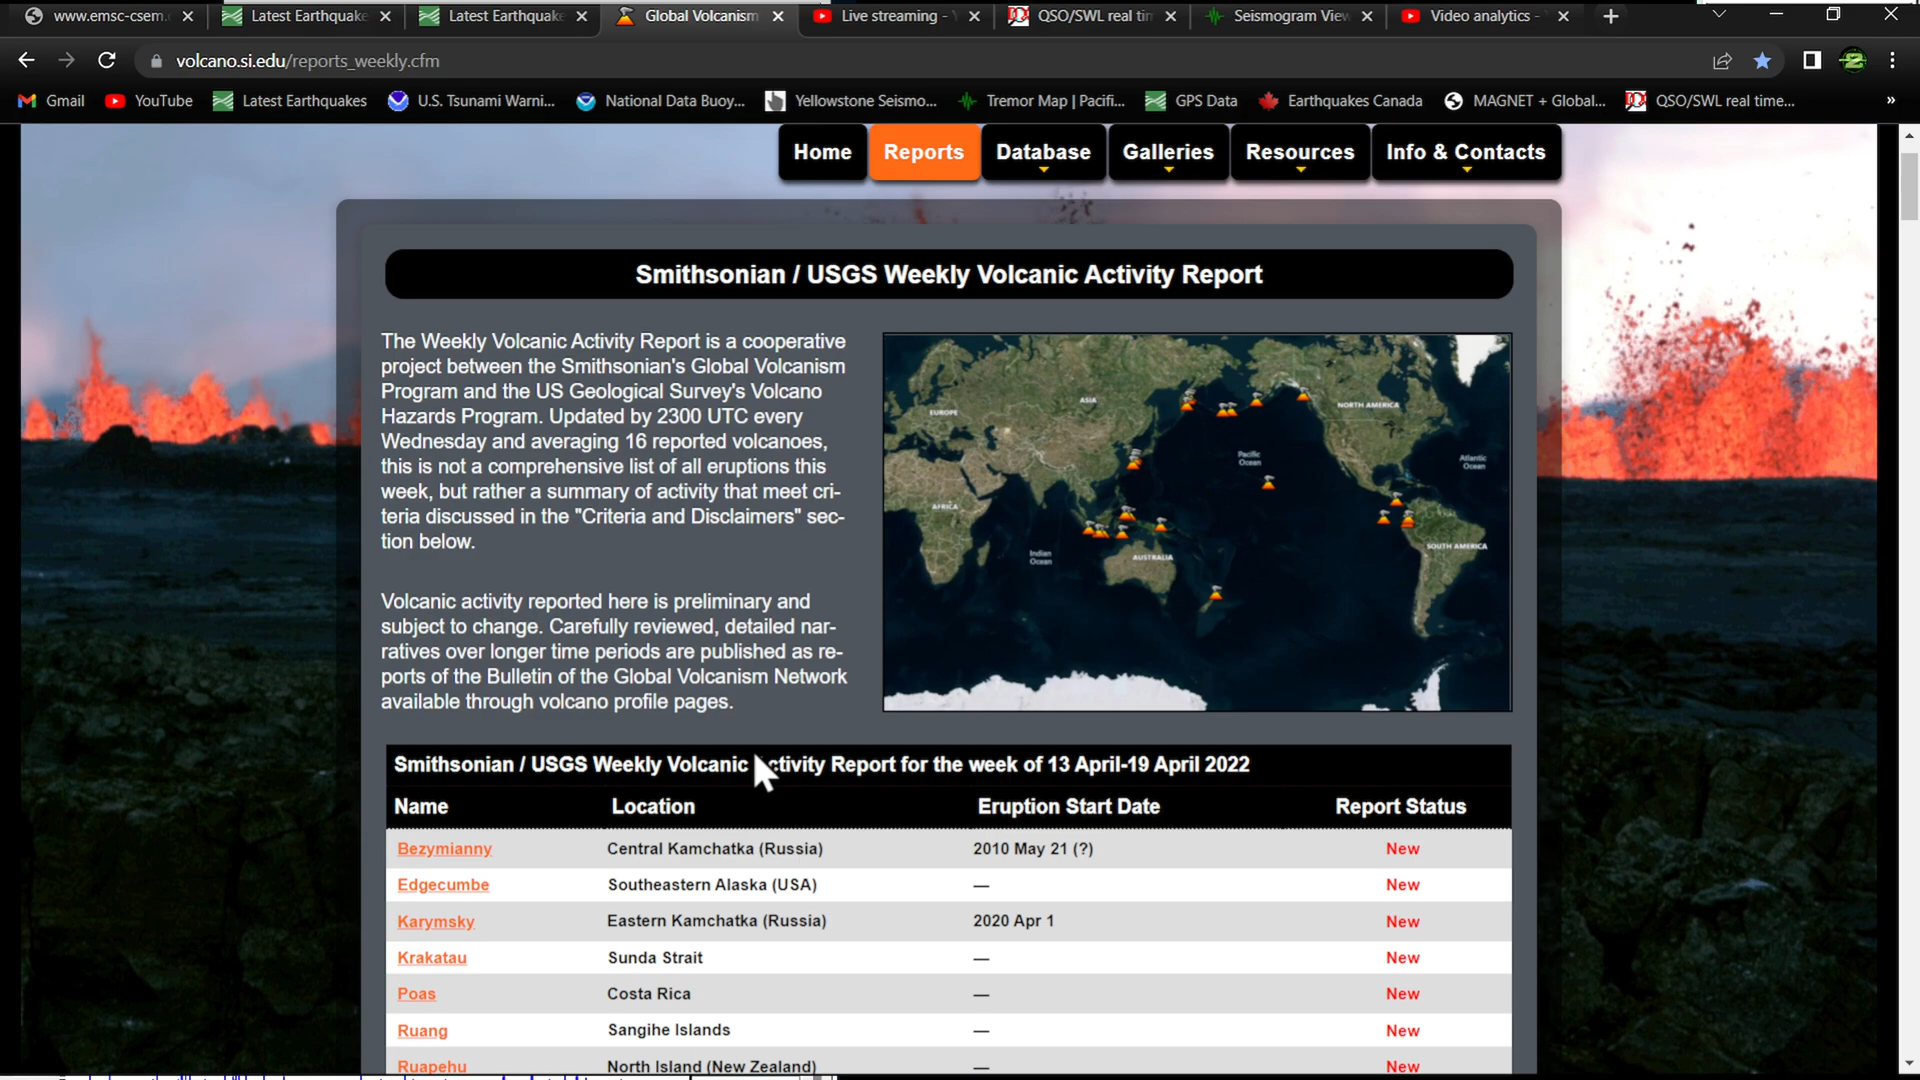 www.emsc-csem.
Latest Earthquake
Latest Earthquake
Global Volcanism
Live streaming -
QSO/SWL real tim
Seismogram View
Video analytics -
volcano.si.edu/reports_weekly.cfm
Gmail
YouTube
Latest Earthquakes
U.S. Tsunami Warni...
National Data Buoy...
Yellowstone Seismo...
Tremor Map | Pacifi...
GPS Data
Earthquakes Canada
MAGNET + Global...
QSO/SWL real time...
»
Home
Reports
Database
Galleries
Resources
Info & Contacts
Smithsonian / USGS Weekly Volcanic Activity Report
The Weekly Volcanic Activity Report is a cooperative
project between the Smithsonian's Global Volcanism
Program and the US Geological Survey's Volcano
Hazards Program. Updated by 2300 UTC every
Wednesday and averaging 16 reported volcanoes,
this is not a comprehensive list of all eruptions this
week, but rather a summary of activity that meet cri-
teria discussed in the "Criteria and Disclaimers" sec-
tion below.
Volcanic activity reported here is preliminary and
subject to change. Carefully reviewed, detailed nar-
ratives over longer time periods are published as re-
ports of the Bulletin of the Global Volcanism Network
available through volcano profile pages.
EUROPE
ASIA
NORTH AMERICA
Pacific
Ocean
Atlantic
Ocean
AFRICA
Indian
Ocean
AUSTRALIA
SOUTH AMERICA
Smithsonian / USGS Weekly Volcanic Activity Report for the week of 13 April-19 April 2022
Name Location Eruption Start Date Report Status
Bezymianny Central Kamchatka (Russia) 2010 May 21 (?) New
Edgecumbe Southeastern Alaska (USA) — New
Karymsky Eastern Kamchatka (Russia) 2020 Apr 1 New
Krakatau Sunda Strait — New
Poas Costa Rica — New
Ruang Sangihe Islands — New
Ruapehu North Island (New Zealand) — New